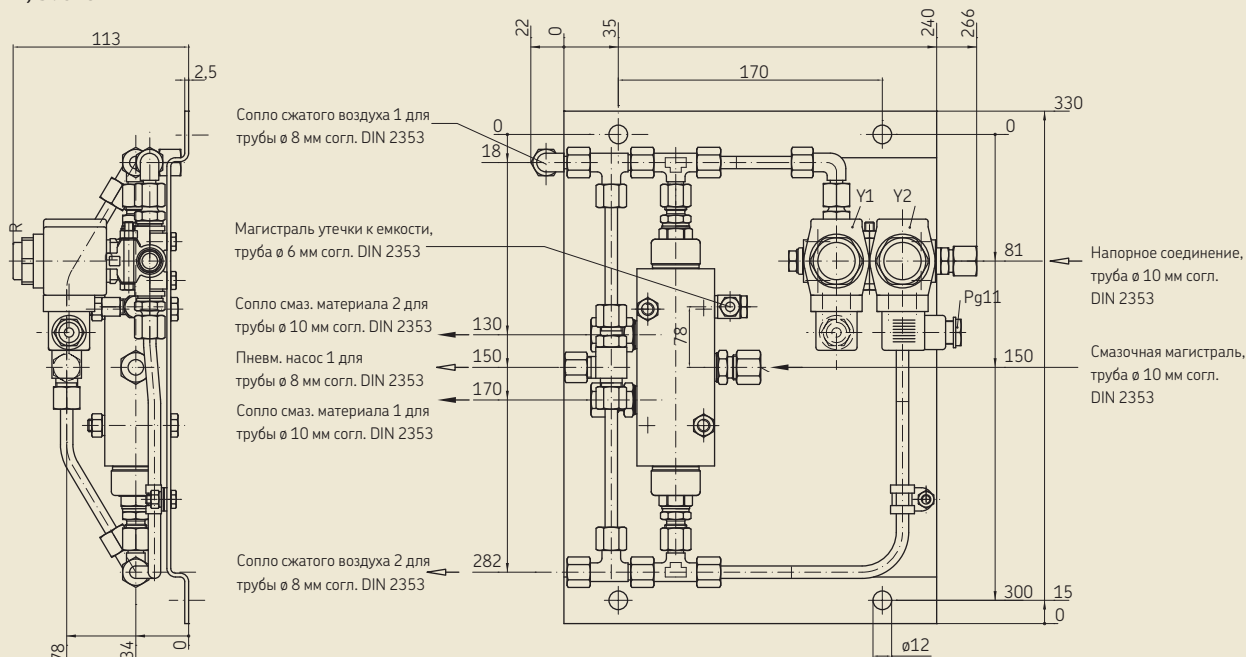 113
2,5
22
0
35
240
266
170
330
Сопло сжатого воздуха 1 для
трубы ø 8 мм согл. DIN 2353
0
18
0
Y1
Y2
R
Магистраль утечки к емкости,
труба ø 6 мм согл. DIN 2353
81
Напорное соединение,
труба ø 10 мм согл.
DIN 2353
Pg11
Сопло смаз. материала 2 для
трубы ø 10 мм согл. DIN 2353
130
78
Пневм. насос 1 для
трубы ø 8 мм согл. DIN 2353
150
150
Смазочная магистраль,
труба ø 10 мм согл.
DIN 2353
Сопло смаз. материала 1 для
трубы ø 10 мм согл. DIN 2353
170
Сопло сжатого воздуха 2 для
трубы ø 8 мм согл. DIN 2353
282
300
15
0
78
34
0
ø12